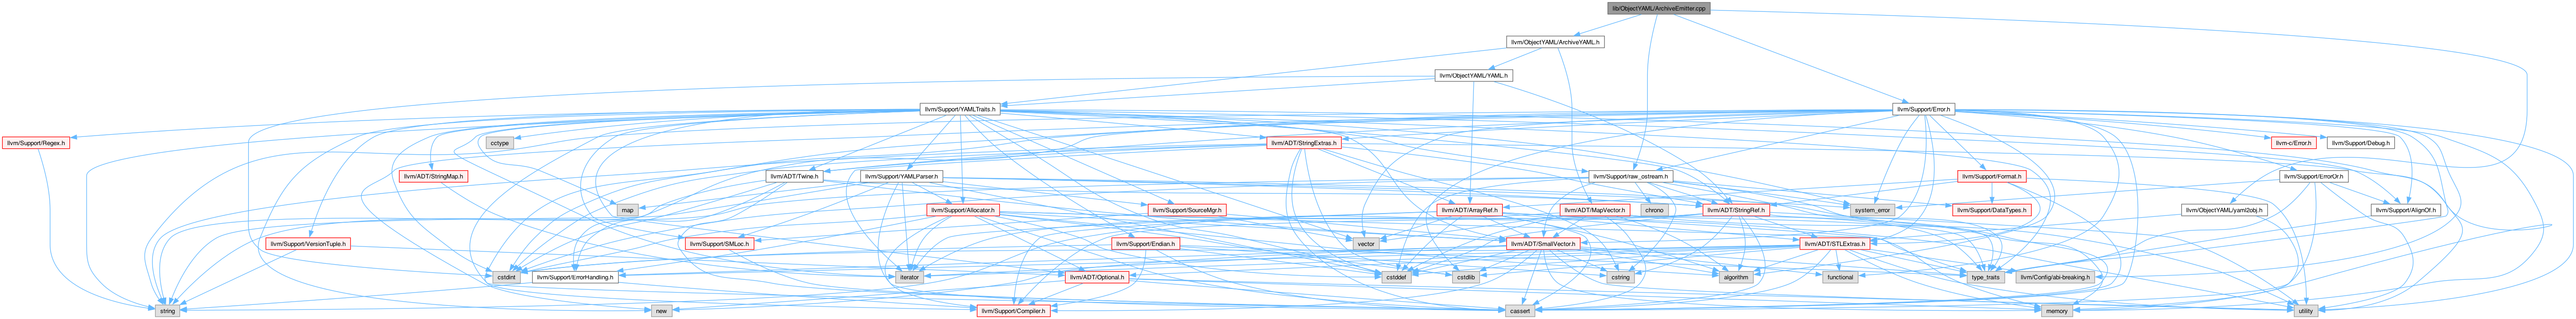 lib/ObjectYAML/ArchiveEmitter.cpp
llvm/ObjectYAML/ArchiveYAML.h
llvm/ObjectYAML/YAML.h
llvm/Support/YAMLTraits.h
llvm/Support/Error.h
llvm/Support/Regex.h
cctype
llvm/ADT/StringExtras.h
llvm-c/Error.h
llvm/Support/Debug.h
llvm/ADT/StringMap.h
llvm/ADT/Twine.h
llvm/Support/YAMLParser.h
llvm/Support/raw_ostream.h
llvm/Support/Format.h
llvm/Support/ErrorOr.h
map
llvm/Support/Allocator.h
llvm/Support/SourceMgr.h
llvm/ADT/ArrayRef.h
llvm/ADT/MapVector.h
chrono
llvm/ADT/StringRef.h
llvm/Support/DataTypes.h
system_error
llvm/ObjectYAML/yaml2obj.h
llvm/Support/AlignOf.h
llvm/Support/VersionTuple.h
llvm/Support/SMLoc.h
llvm/Support/Endian.h
vector
llvm/ADT/SmallVector.h
llvm/ADT/STLExtras.h
cstdint
llvm/Support/ErrorHandling.h
iterator
llvm/ADT/Optional.h
cstddef
cstdlib
cstring
algorithm
functional
type_traits
llvm/Config/abi-breaking.h
string
new
llvm/Support/Compiler.h
cassert
memory
utility